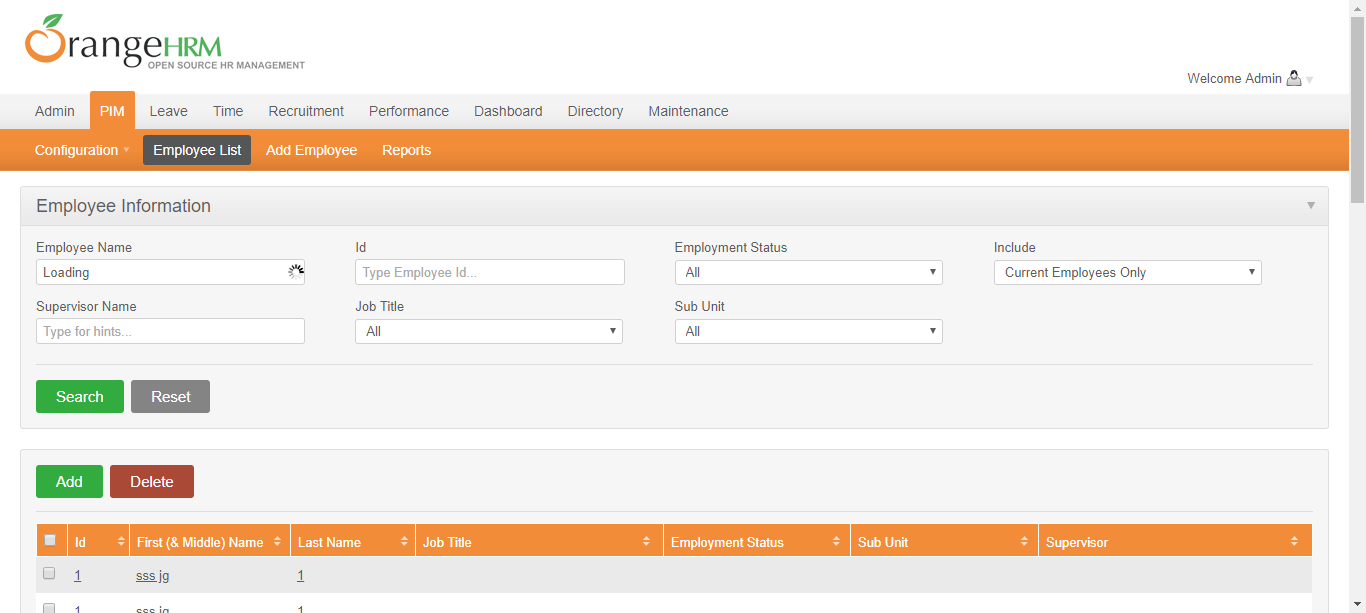 OrangeHRM
OPEN SOURCE HR MANAGEMENT
Welcome Admin
Admin PIM Leave Time Recruitment Performance Dashboard Directory Maintenance
Configuration Employee List Add Employee Reports
Employee Information
Employee Name Id Employment Status Include
Loading Type Employee Id... All Current Employees Only
Supervisor Name Job Title Sub Unit
Type for hints... All All
Search Reset
Add Delete
Id First (& Middle) Name Last Name Job Title Employment Status Sub Unit Supervisor
1 sss jg 1
1 sss jg 1